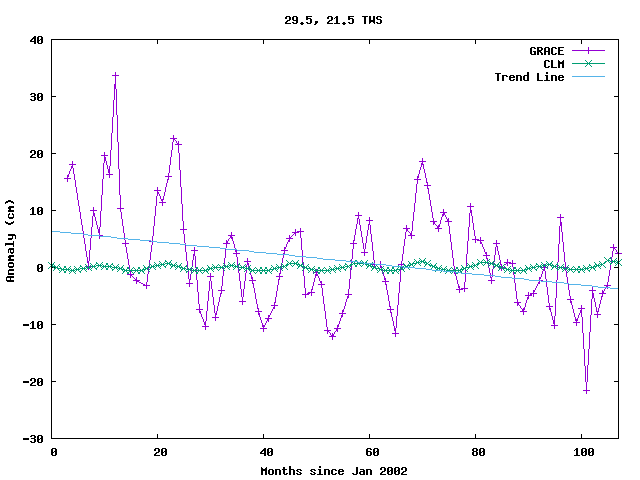 29.5, 21.5 TWS
GRACE
CLM
Trend Line
Anomaly (cm)
40
30
20
10
0
-10
-20
-30
0 20 40 60 80 100
Months since Jan 2002